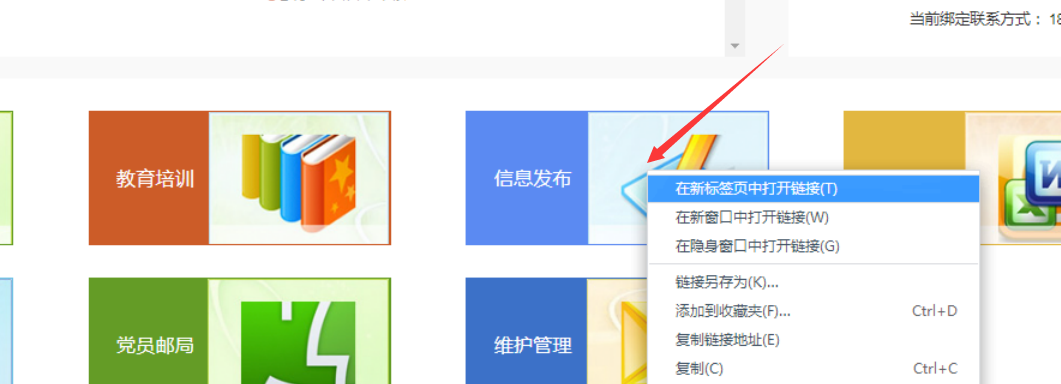 当前绑定联系方式：18
教育培训
信息发布
在新标签页中打开链接(T)
在新窗口中打开链接(W)
在隐身窗口中打开链接(G)
链接另存为(K)...
添加到收藏夹(F)... Ctrl+D
复制链接地址(E)
复制(C) Ctrl+C
党员邮局
维护管理